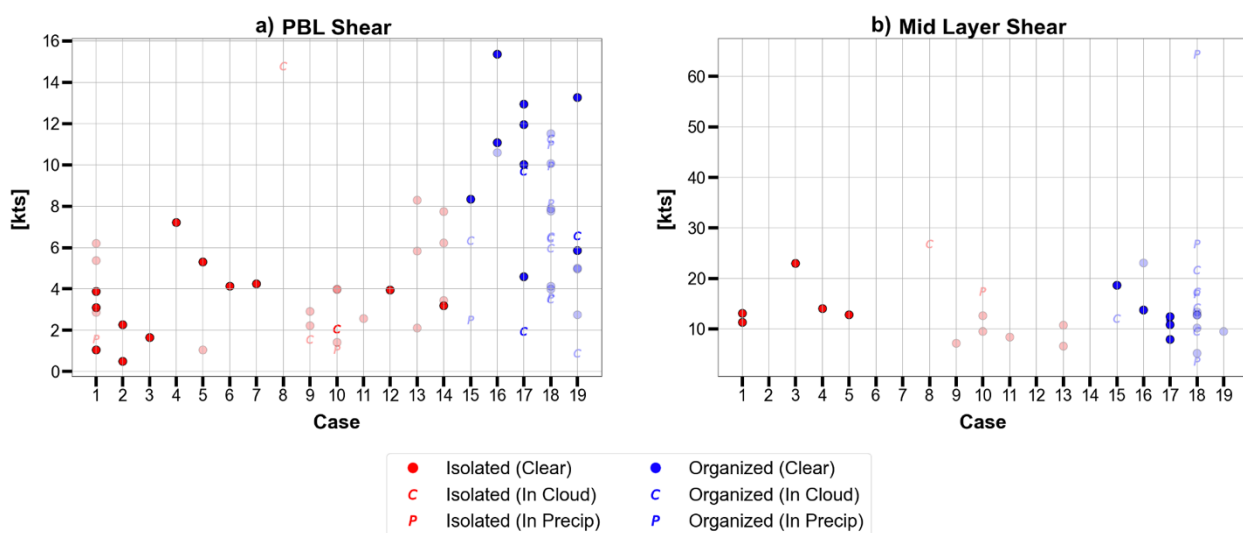 a) PBL Shear
16
14
12
10
8
6
4
2
0
[kts]
1 2 3 4 5 6 7 8 9 10 11 12 13 14 15 16 17 18 19
Case
b) Mid Layer Shear
60
50
40
30
20
10
[kts]
1 2 3 4 5 6 7 8 9 10 11 12 13 14 15 16 17 18 19
Case
Isolated (Clear)
C Isolated (In Cloud)
P Isolated (In Precip)
Organized (Clear)
C Organized (In Cloud)
P Organized (In Precip)